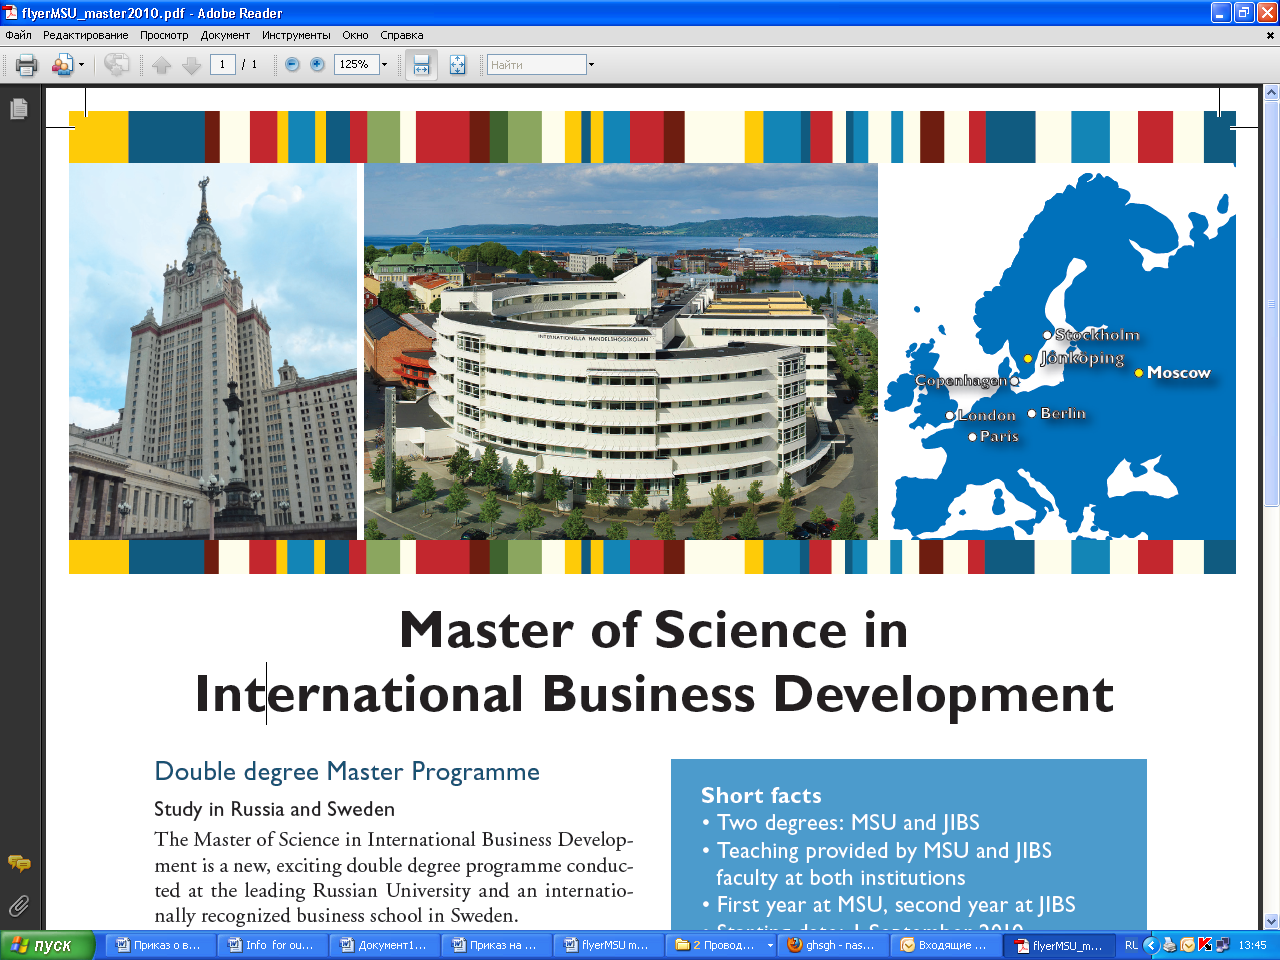 flyerMSU_master2010.pdf - Adobe Reader
Файл Редактирование Просмотр Документ Инструменты Окно Справка
1 / 1 125% Найти
INTERNATIONELLA HANDELSHÖGSKOLAN
Stockholm
Jönköping
Moscow
Copenhagen
London
Berlin
Paris
Master of Science in
International Business Development
Double degree Master Programme
Study in Russia and Sweden
The Master of Science in International Business Develop-
ment is a new, exciting double degree programme conduc-
ted at the leading Russian University and an internatio-
nally recognized business school in Sweden.
Short facts
• Two degrees: MSU and JIBS
• Teaching provided by MSU and JIBS
faculty at both institutions
• First year at MSU, second year at JIBS
• Starting date: 1 September 2010
пуск Приказ о в... Info for ou... Документ1... Приказ на ... flyerMSU m... 2 Провод... ghsgh - nas... Входящие ... flyerMSU_m... RL 13:45